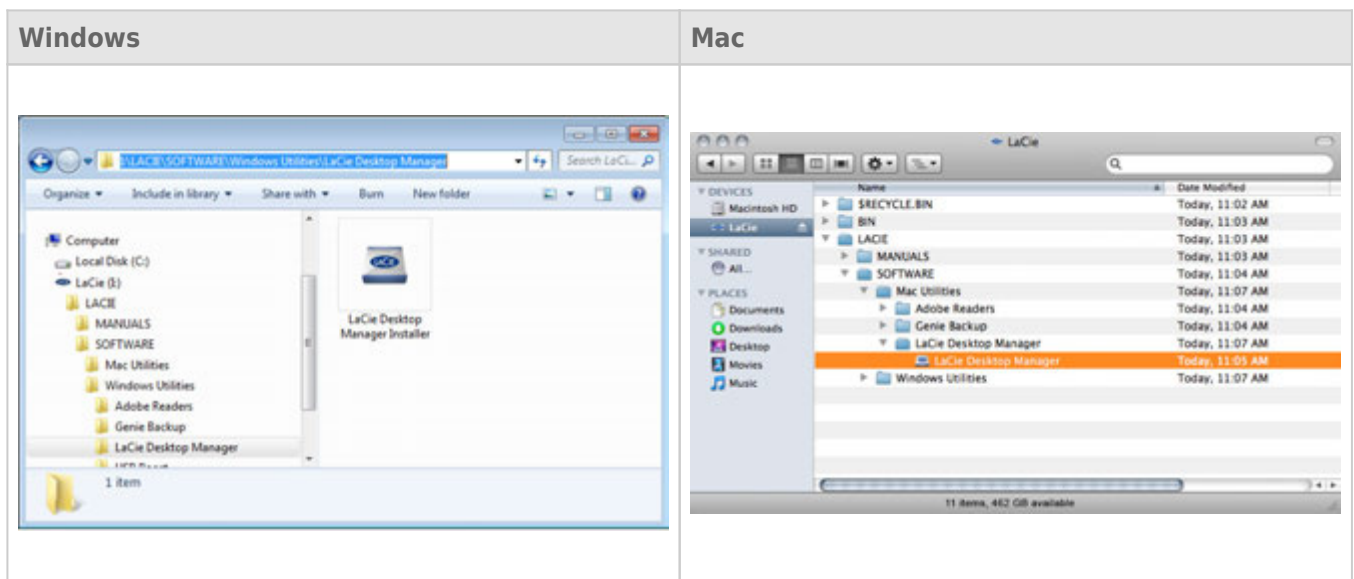 Windows
Mac
I:\LACIE\SOFTWARE\Windows Utilities\LaCie Desktop Manager
Search LaCi...
Organize
Include in library
Share with
Burn
New folder
Computer
Local Disk (C:)
LaCie (I:)
LACIE
MANUALS
SOFTWARE
Mac Utilities
Windows Utilities
Adobe Readers
Genie Backup
LaCie Desktop Manager
LaCie Desktop
Manager Installer
1 item
LaCie
DEVICES
Macintosh HD
LaCie
SHARED
All...
PLACES
Documents
Downloads
Desktop
Movies
Music
Name Date Modified
$RECYCLE.BIN Today, 11:02 AM
BIN Today, 11:03 AM
LACIE Today, 11:03 AM
MANUALS Today, 11:03 AM
SOFTWARE Today, 11:04 AM
Mac Utilities Today, 11:07 AM
Adobe Readers Today, 11:04 AM
Genie Backup Today, 11:04 AM
LaCie Desktop Manager Today, 11:07 AM
LaCie Desktop Manager Today, 11:05 AM
Windows Utilities Today, 11:07 AM
11 items, 462 GB available